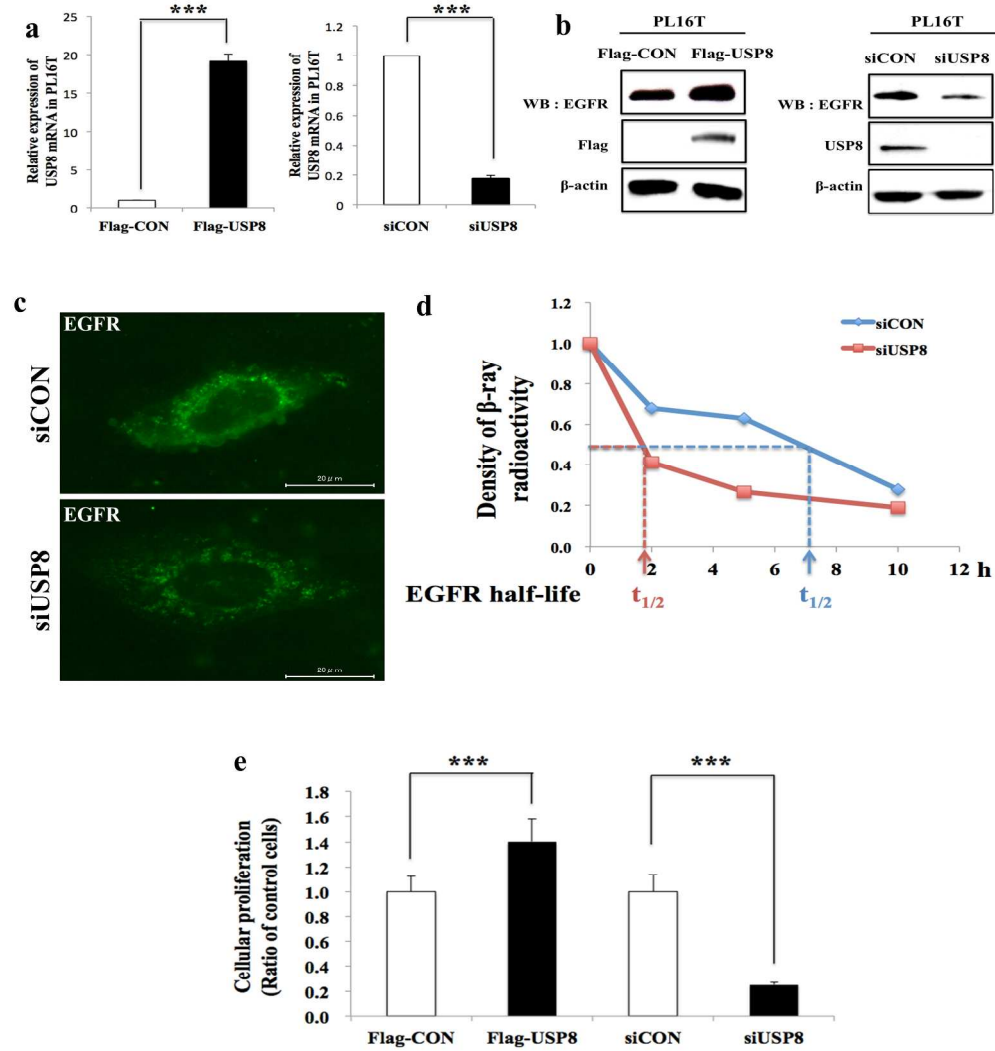 a
***
***
25
20
15
10
5
0
Relative expression of
USP8 mRNA in PL16T
Flag-CON
Flag-USP8
1.2
1
0.8
0.6
0.4
0.2
0
Relative expression of
USP8 mRNA in PL16T
siCON
siUSP8
b
PL16T
Flag-CON
Flag-USP8
WB : EGFR
Flag
β-actin
PL16T
siCON
siUSP8
WB : EGFR
USP8
β-actin
c
siCON
EGFR
20μm
siUSP8
EGFR
20μm
d
Density of β-ray
radioactivity
1.2
1.0
0.8
0.6
0.4
0.2
0.0
siCON
siUSP8
0 2 4 6 8 10 12 h
EGFR half-life
t1/2
t1/2
e
***
***
Cellular proliferation
(Ratio of control cells)
1.8
1.6
1.4
1.2
1.0
0.8
0.6
0.4
0.2
0.0
Flag-CON
Flag-USP8
siCON
siUSP8